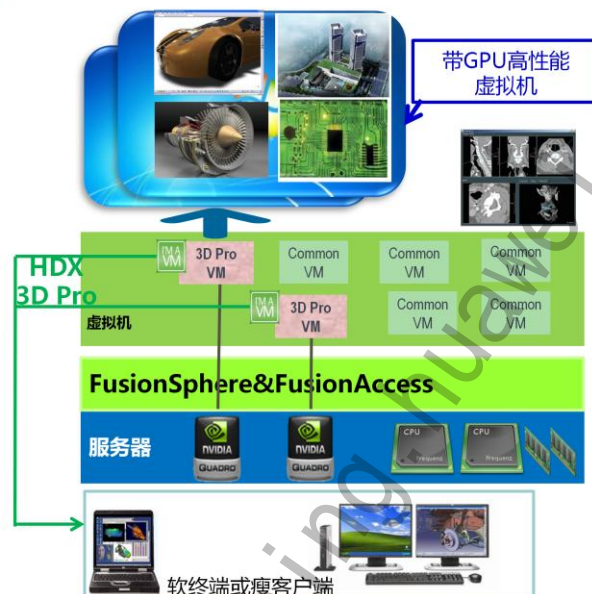 带GPU高性能
虚拟机
HDX
3D Pro
虚拟机
3D Pro
VM
Common
VM
Common
VM
Common
VM
3D Pro
VM
Common
VM
Common
VM
FusionSphere&FusionAccess
服务器
NVIDIA
QUADRO
NVIDIA
QUADRO
CPU
CPU
软终端或瘦客户端